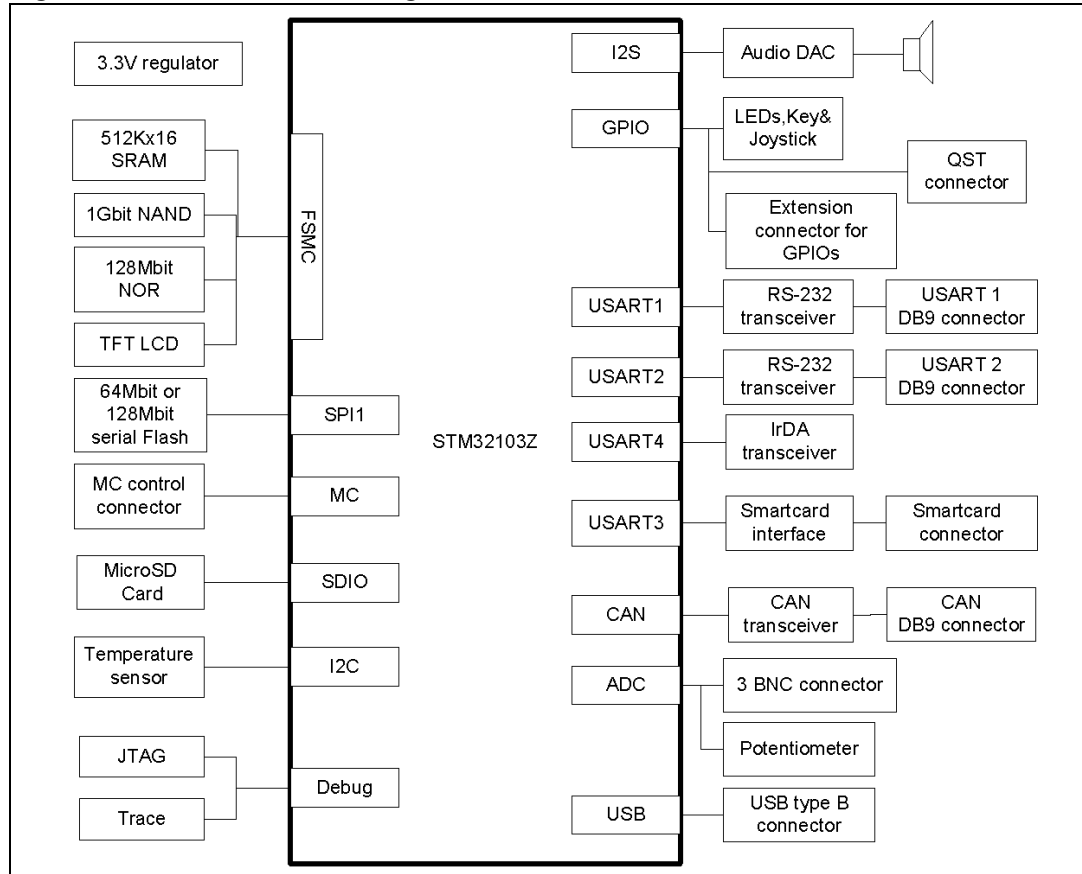 3.3V regulator
512Kx16
SRAM
1Gbit NAND
128Mbit
NOR
TFT LCD
64Mbit or
128Mbit
serial Flash
MC control
connector
MicroSD
Card
Temperature
sensor
JTAG
Trace
FSMC
SPI1
MC
SDIO
I2C
Debug
STM32103Z
I2S
GPIO
USART1
USART2
USART4
USART3
CAN
ADC
USB
Audio DAC
LEDs,Key&
Joystick
QST
connector
Extension
connector for
GPIOs
RS-232
transceiver
USART 1
DB9 connector
RS-232
transceiver
USART 2
DB9 connector
IrDA
transceiver
Smartcard
interface
Smartcard
connector
CAN
transceiver
CAN
DB9 connector
3 BNC connector
Potentiometer
USB type B
connector